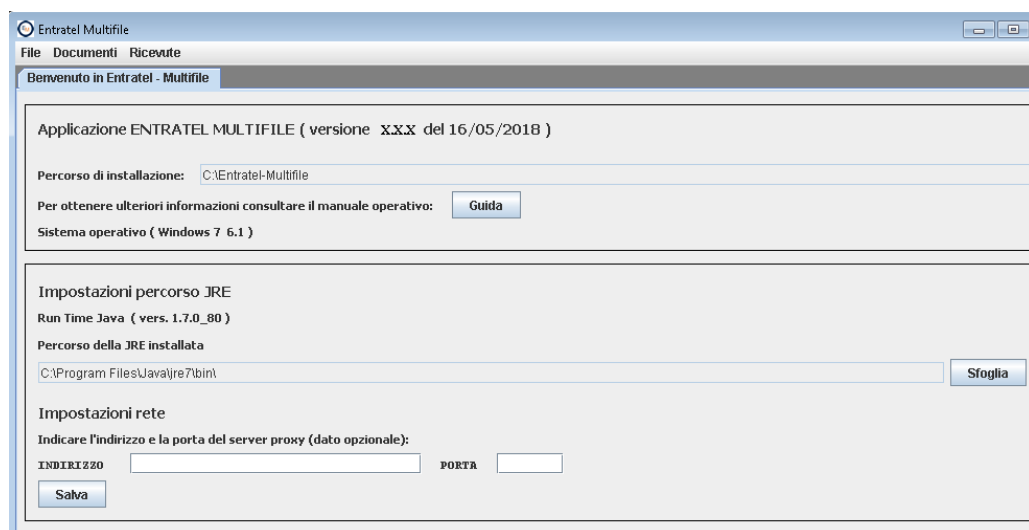 Entratel Multifile
File Documenti Ricevute
Benvenuto in Entratel - Multifile
Applicazione ENTRATEL MULTIFILE ( versione X.X.X del 16/05/2018 )
Percorso di installazione: C:\Entratel-Multifile
Per ottenere ulteriori informazioni consultare il manuale operativo: Guida
Sistema operativo ( Windows 7 6.1 )
Impostazioni percorso JRE
Run Time Java ( vers. 1.7.0_80 )
Percorso della JRE installata
C:\Program Files\Java\jre7\bin\ Sfoglia
Impostazioni rete
Indicare l'indirizzo e la porta del server proxy (dato opzionale):
INDIRIZZO PORTA
Salva